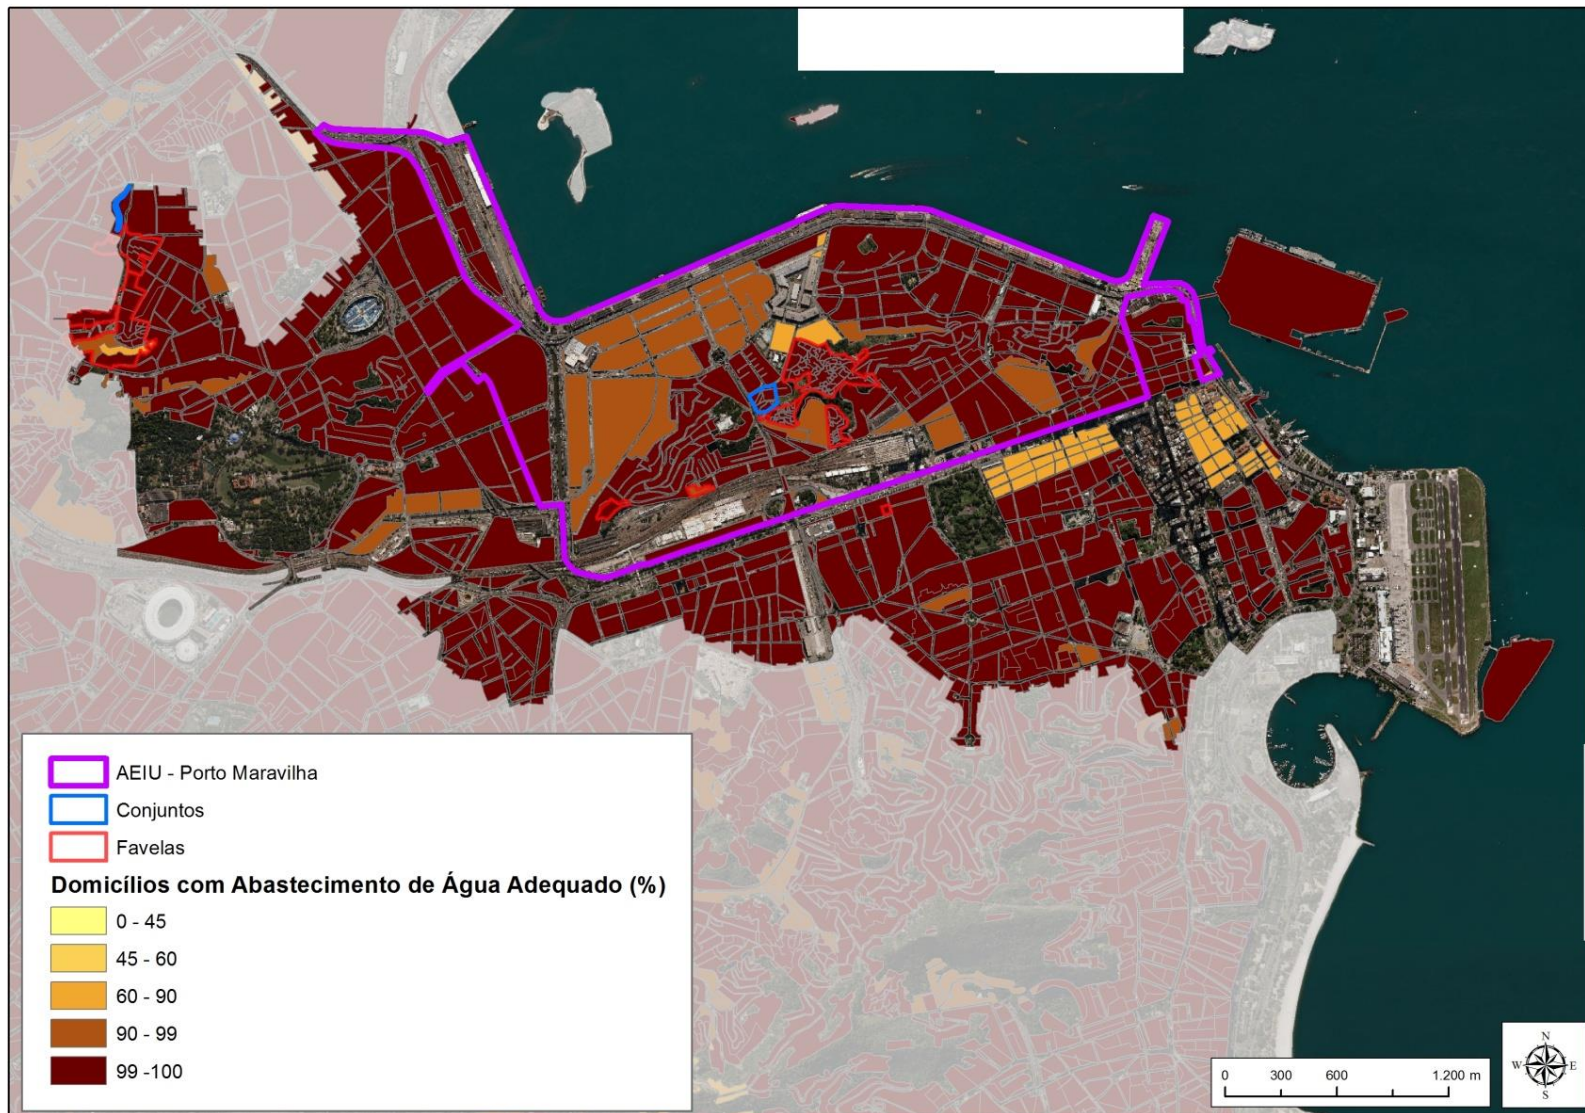 AEIU - Porto Maravilha
Conjuntos
Favelas
Domicílios com Abastecimento de Água Adequado (%)
0 - 45
45 - 60
60 - 90
90 - 99
99 -100
0 300 600 1.200 m
N
W E
S